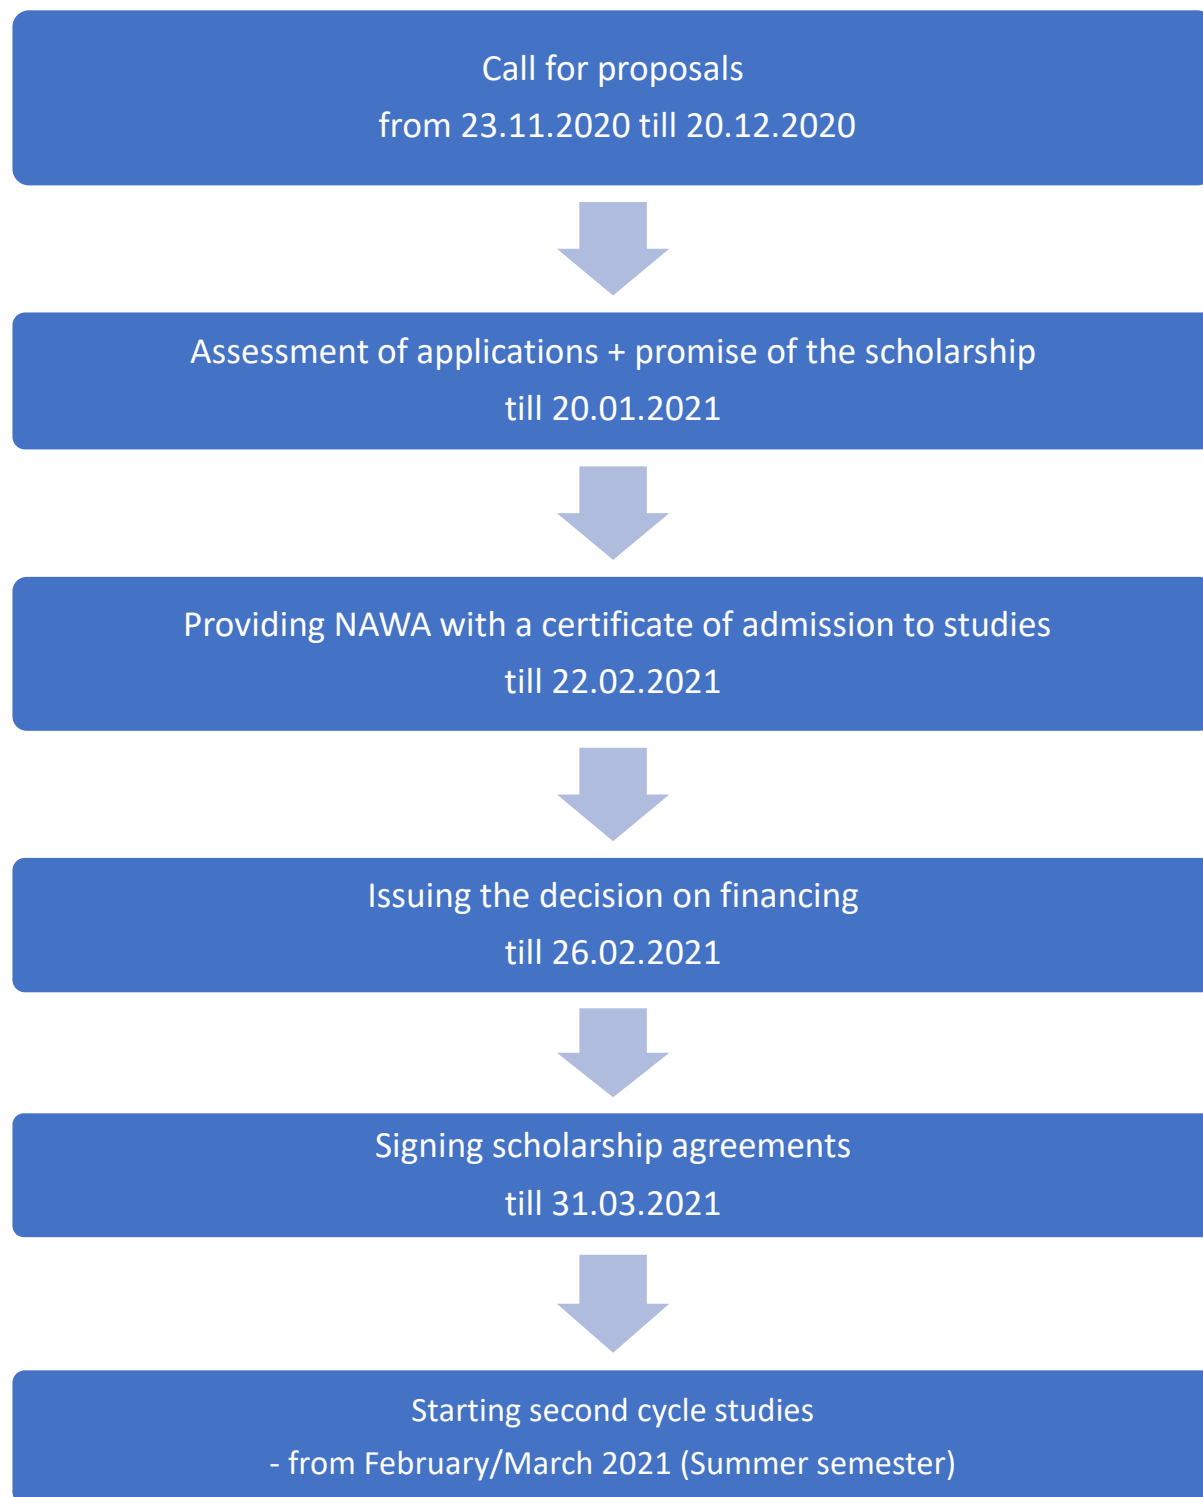 Call for proposals
from 23.11.2020 till 20.12.2020
Assessment of applications + promise of the scholarship
till 20.01.2021
Providing NAWA with a certificate of admission to studies
till 22.02.2021
Issuing the decision on financing
till 26.02.2021
Signing scholarship agreements
till 31.03.2021
Starting second cycle studies
- from February/March 2021 (Summer semester)